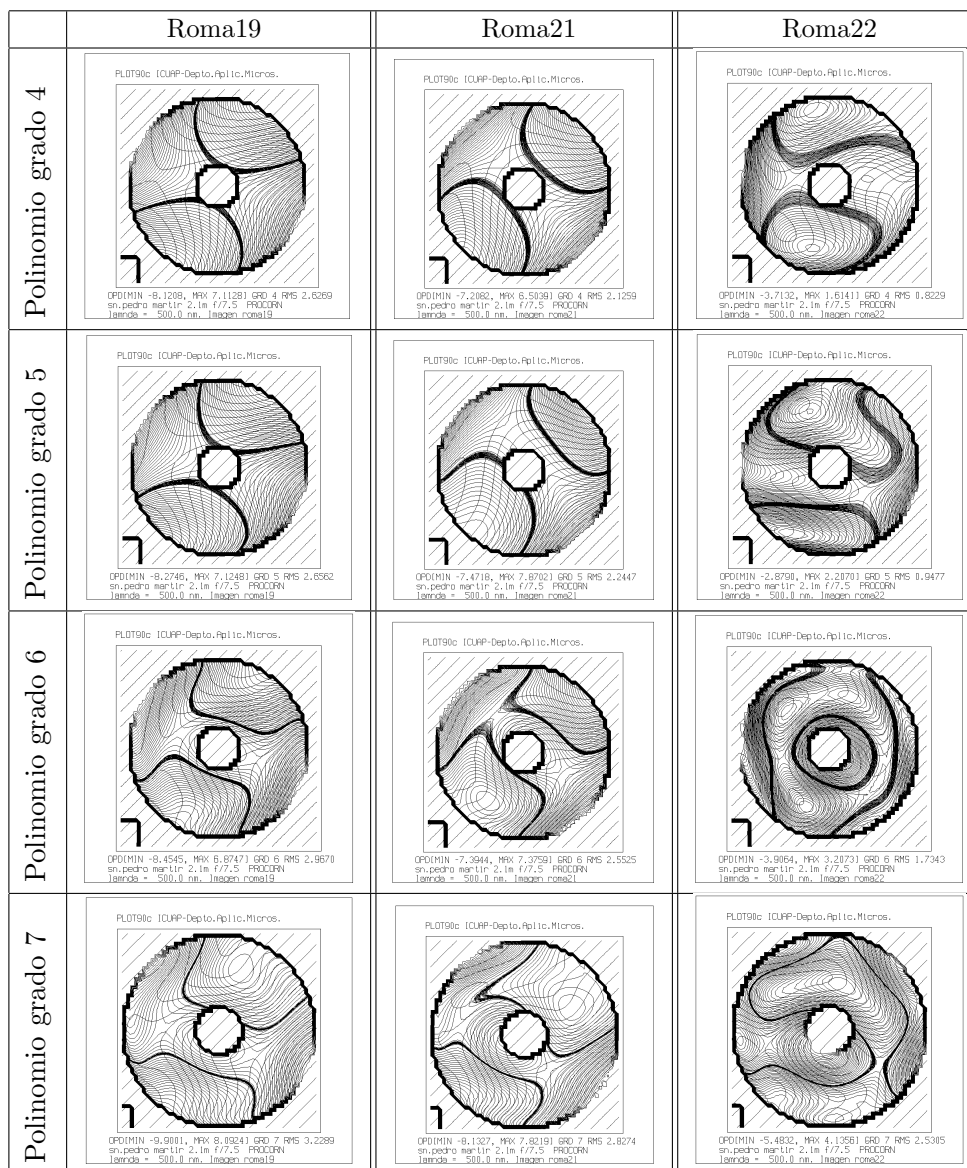 Roma19 Roma21 Roma22
Polinomio grado 4
PLOT90c [CUAP-Depto.Aplic.Micros.
OPD[MIN -8.1208, MAX 7.1128] GRD 4 RMS 2.6269
sn.pedro martir 2.1m f/7.5 PROCORN
lamnda = 500.0 nm. Imagen roma19
PLOT90c [CUAP-Depto.Aplic.Micros.
OPD[MIN -7.2082, MAX 6.5039] GRD 4 RMS 2.1259
sn.pedro martir 2.1m f/7.5 PROCORN
lamnda = 500.0 nm. Imagen roma21
PLOT90c [CUAP-Depto.Aplic.Micros.
OPD[MIN -3.7132, MAX 1.6141] GRD 4 RMS 0.8229
sn.pedro martir 2.1m f/7.5 PROCORN
lamnda = 500.0 nm. Imagen roma22
Polinomio grado 5
PLOT90c [CUAP-Depto.Aplic.Micros.
OPD[MIN -8.2746, MAX 7.1248] GRD 5 RMS 2.6562
sn.pedro martir 2.1m f/7.5 PROCORN
lamnda = 500.0 nm. Imagen roma19
PLOT90c [CUAP-Depto.Aplic.Micros.
OPD[MIN -7.4718, MAX 7.8702] GRD 5 RMS 2.2447
sn.pedro martir 2.1m f/7.5 PROCORN
lamnda = 500.0 nm. Imagen roma21
PLOT90c [CUAP-Depto.Aplic.Micros.
OPD[MIN -2.8790, MAX 2.2070] GRD 5 RMS 0.9477
sn.pedro martir 2.1m f/7.5 PROCORN
lamnda = 500.0 nm. Imagen roma22
Polinomio grado 6
PLOT90c [CUAP-Depto.Aplic.Micros.
OPD[MIN -8.4545, MAX 6.8747] GRD 6 RMS 2.9670
sn.pedro martir 2.1m f/7.5 PROCORN
lamnda = 500.0 nm. Imagen roma19
PLOT90c [CUAP-Depto.Aplic.Micros.
OPD[MIN -7.3944, MAX 7.3759] GRD 6 RMS 2.5525
sn.pedro martir 2.1m f/7.5 PROCORN
lamnda = 500.0 nm. Imagen roma21
PLOT90c [CUAP-Depto.Aplic.Micros.
OPD[MIN -3.9064, MAX 3.2073] GRD 6 RMS 1.7343
sn.pedro martir 2.1m f/7.5 PROCORN
lamnda = 500.0 nm. Imagen roma22
Polinomio grado 7
PLOT90c [CUAP-Depto.Aplic.Micros.
OPD[MIN -9.9001, MAX 8.0924] GRD 7 RMS 3.2289
sn.pedro martir 2.1m f/7.5 PROCORN
lamnda = 500.0 nm. Imagen roma19
PLOT90c [CUAP-Depto.Aplic.Micros.
OPD[MIN -8.1327, MAX 7.8219] GRD 7 RMS 2.8274
sn.pedro martir 2.1m f/7.5 PROCORN
lamnda = 500.0 nm. Imagen roma21
PLOT90c [CUAP-Depto.Aplic.Micros.
OPD[MIN -5.4832, MAX 4.1356] GRD 7 RMS 2.5305
sn.pedro martir 2.1m f/7.5 PROCORN
lamnda = 500.0 nm. Imagen roma22